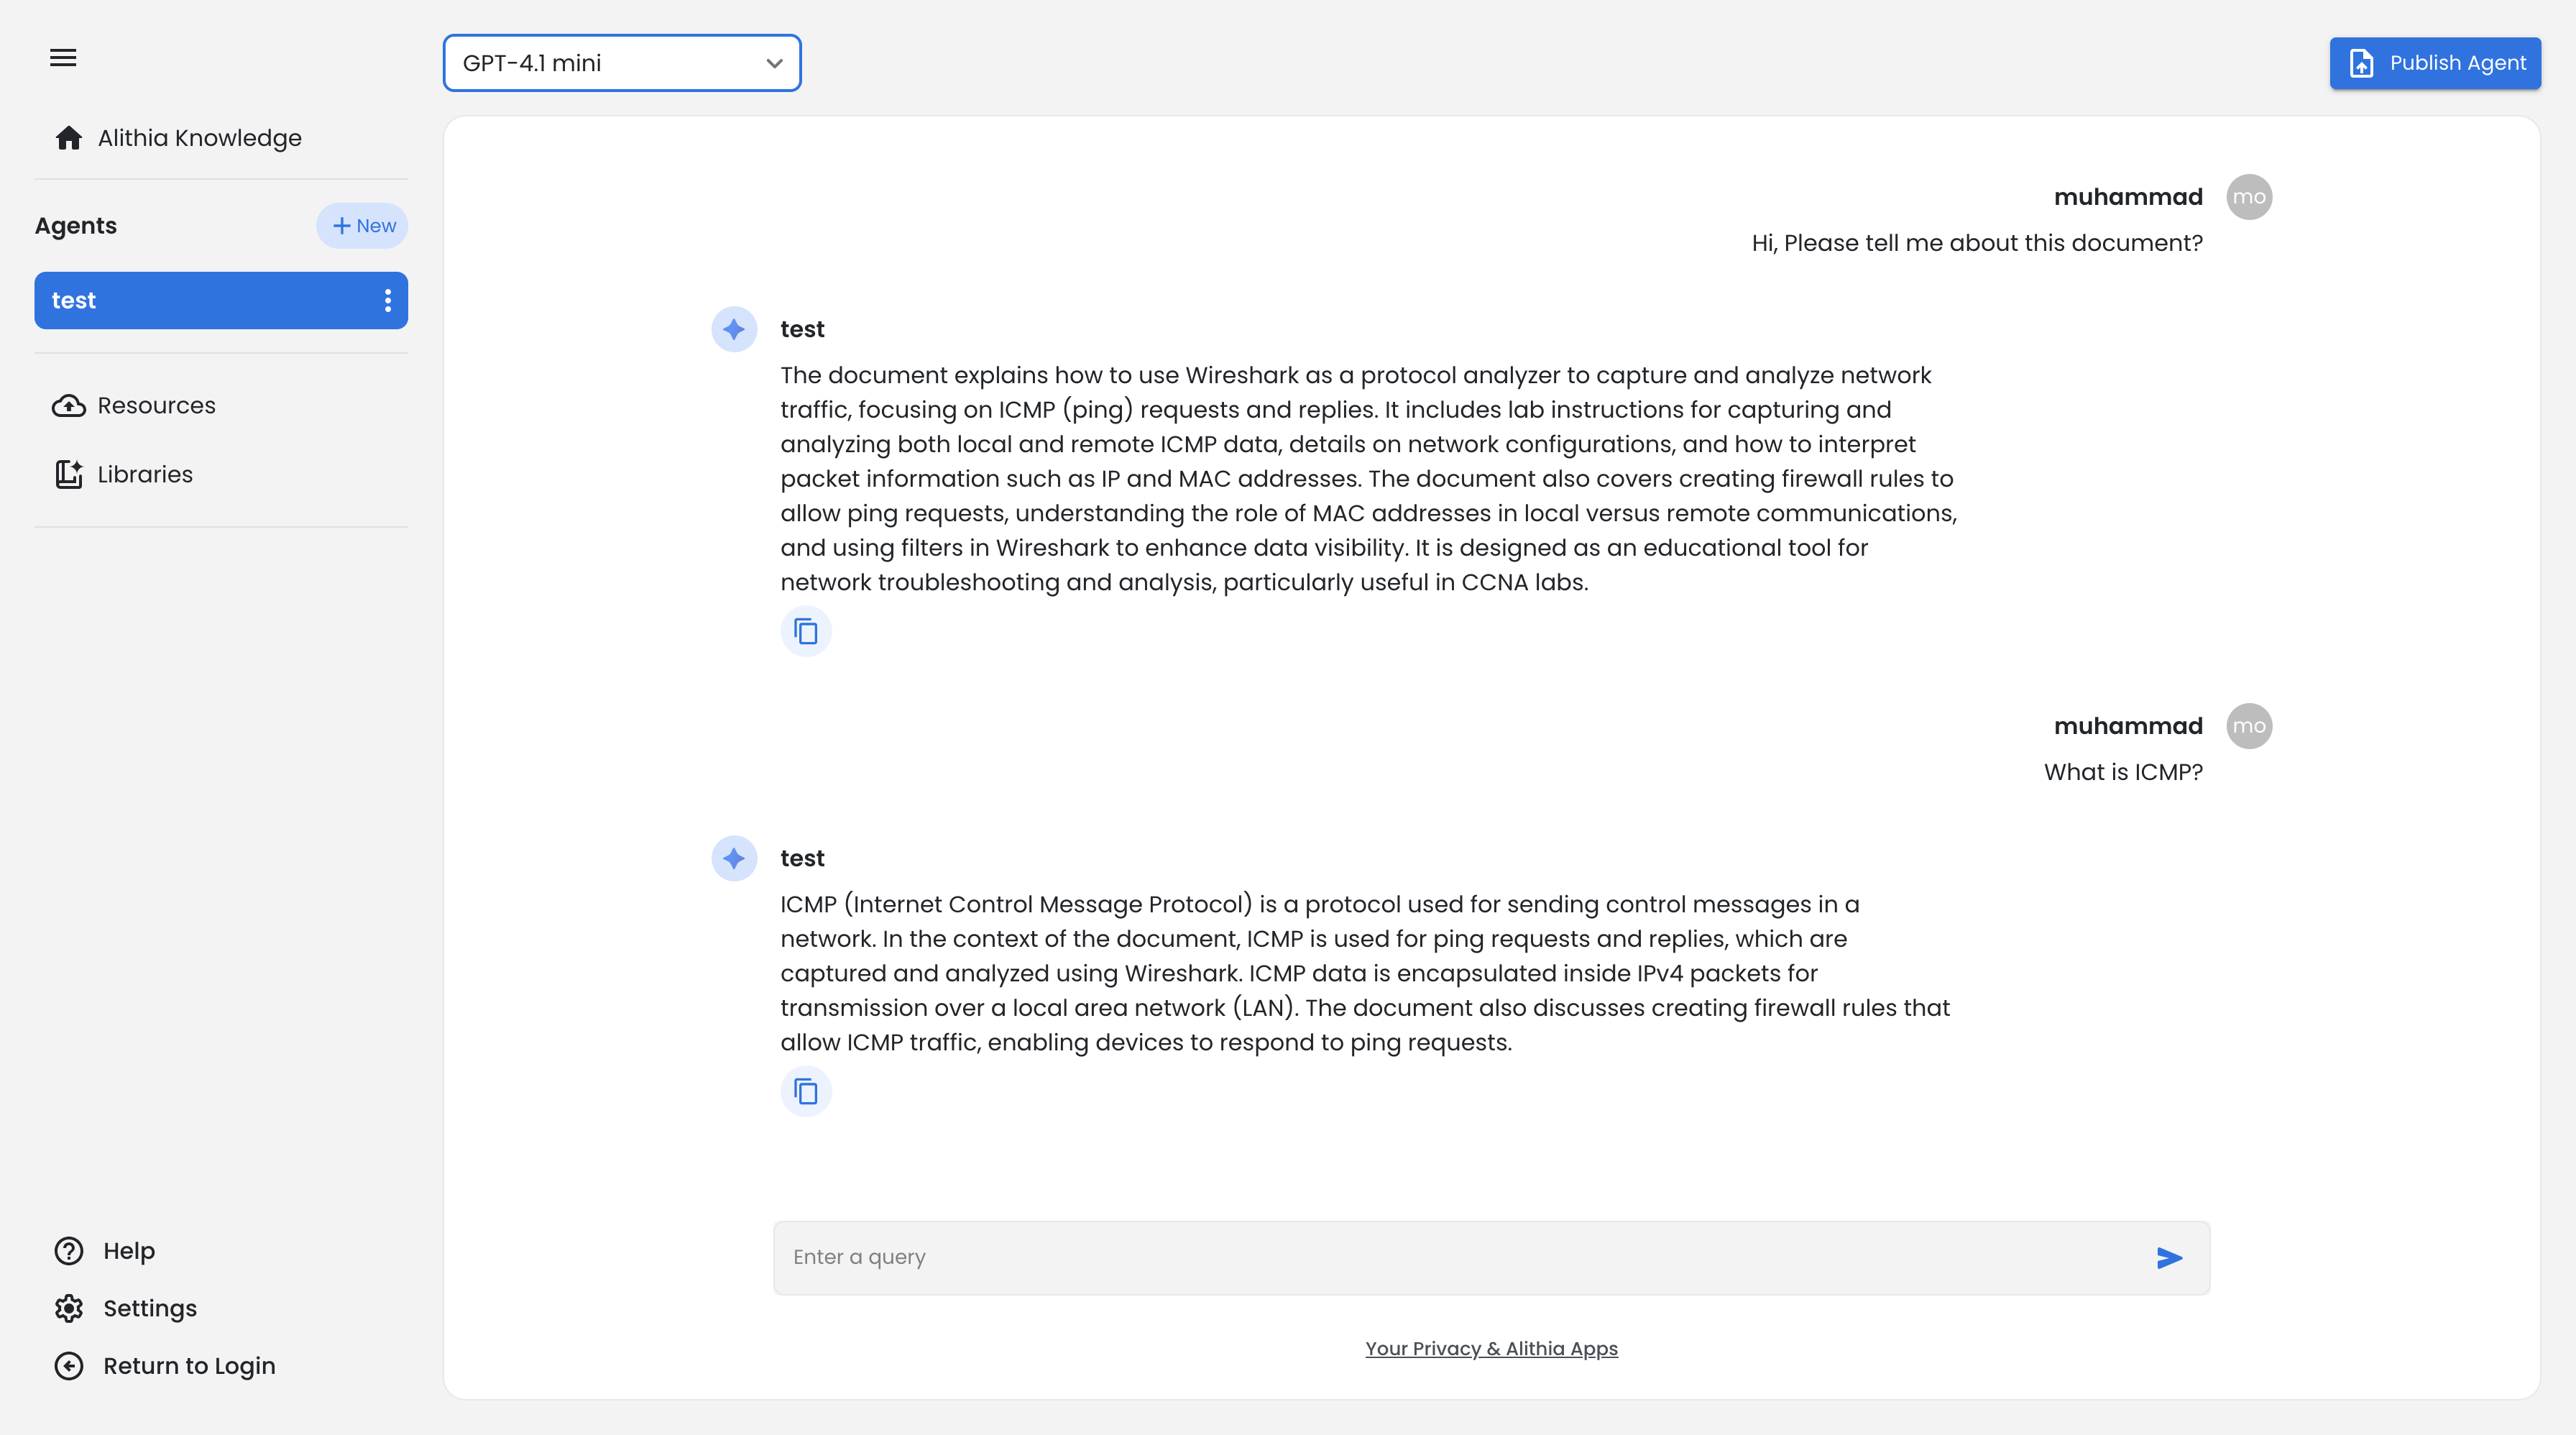 GPT-4.1 mini
Publish Agent
Alithia Knowledge
Agents
New
test
Resources
Libraries
Help
Settings
Return to Login
muhammad
mo
Hi, Please tell me about this document?
test
The document explains how to use Wireshark as a protocol analyzer to capture and analyze network
traffic, focusing on ICMP (ping) requests and replies. It includes lab instructions for capturing and
analyzing both local and remote ICMP data, details on network configurations, and how to interpret
packet information such as IP and MAC addresses. The document also covers creating firewall rules to
allow ping requests, understanding the role of MAC addresses in local versus remote communications,
and using filters in Wireshark to enhance data visibility. It is designed as an educational tool for
network troubleshooting and analysis, particularly useful in CCNA labs.
muhammad
mo
What is ICMP?
test
ICMP (Internet Control Message Protocol) is a protocol used for sending control messages in a
network. In the context of the document, ICMP is used for ping requests and replies, which are
captured and analyzed using Wireshark. ICMP data is encapsulated inside IPv4 packets for
transmission over a local area network (LAN). The document also discusses creating firewall rules that
allow ICMP traffic, enabling devices to respond to ping requests.
Enter a query
Your Privacy & Alithia Apps